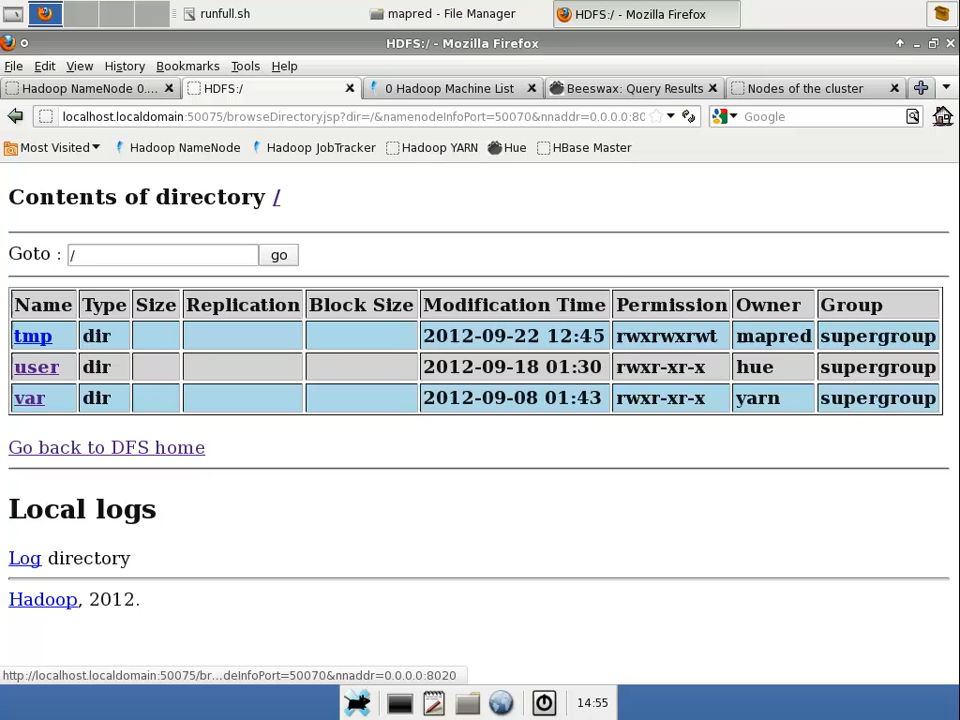 runfull.sh
mapred - File Manager
HDFS:/ - Mozilla Firefox
HDFS:/ - Mozilla Firefox
File Edit View History Bookmarks Tools Help
Hadoop NameNode 0....
HDFS:/
0 Hadoop Machine List
Beeswax: Query Results
Nodes of the cluster
localhost.localdomain:50075/browseDirectory.jsp?dir=/&namenodeInfoPort=50070&nnaddr=0.0.0.0:80
Google
Most Visited
Hadoop NameNode
Hadoop JobTracker
Hadoop YARN
Hue
HBase Master
Contents of directory /
Goto : / go
Name Type Size Replication Block Size Modification Time Permission Owner Group
tmp dir 2012-09-22 12:45 rwxrwxrwt mapred supergroup
user dir 2012-09-18 01:30 rwxr-xr-x hue supergroup
var dir 2012-09-08 01:43 rwxr-xr-x yarn supergroup
Go back to DFS home
Local logs
Log directory
Hadoop, 2012.
http://localhost.localdomain:50075/br...deInfoPort=50070&nnaddr=0.0.0.0:8020
14:55